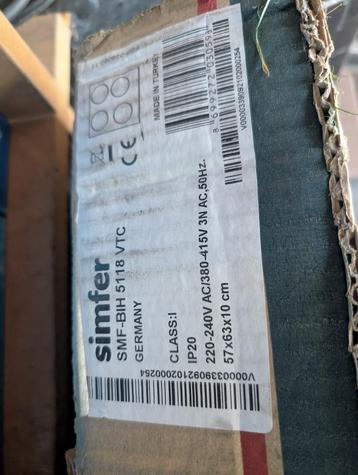 simfer
SMF-BIH 5118 VTC
GERMANY
CLASS:I
IP20
220-240V AC/380-415V 3N AC,50Hz.
57x63x10 cm
V0000339092102000254
MADE IN TURKEY
CE
V0000339092102000254